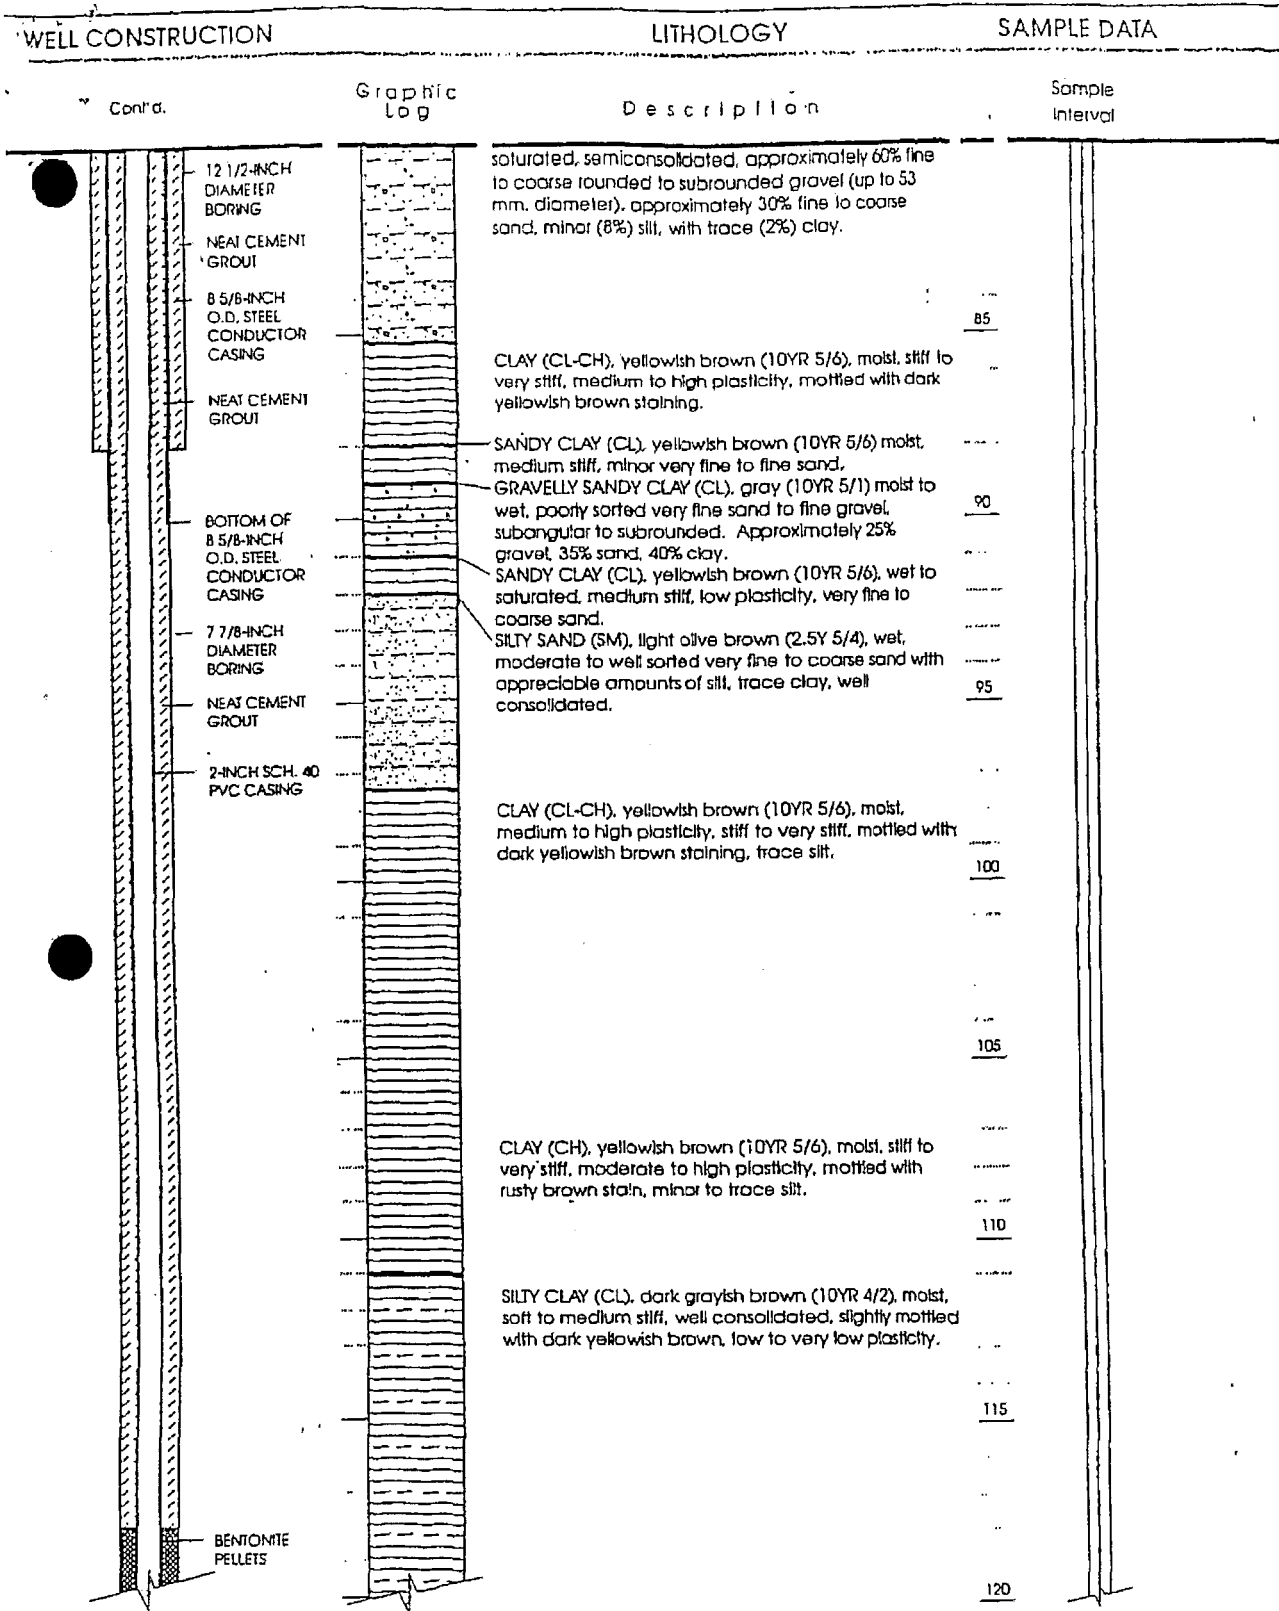 WELL CONSTRUCTION
LITHOLOGY
SAMPLE DATA
Cont'd.
Graphic
Log
Description
Sample
Interval
12 1/2-INCH
DIAMETER
BORING
NEAT CEMENT
GROUT
8 5/8-INCH
O.D. STEEL
CONDUCTOR
CASING
NEAT CEMENT
GROUT
BOTTOM OF
8 5/8-INCH
O.D. STEEL
CONDUCTOR
CASING
7 7/8-INCH
DIAMETER
BORING
NEAT CEMENT
GROUT
2-INCH SCH. 40
PVC CASING
BENTONITE
PELLETS
saturated, semiconsolidated, approximately 60% fine
to coarse rounded to subrounded gravel (up to 53
mm. diameter), approximately 30% fine to coarse
sand, minor (8%) silt, with trace (2%) clay.
CLAY (CL-CH), yellowish brown (10YR 5/6), moist, stiff to
very stiff, medium to high plasticity, mottled with dark
yellowish brown staining.
SANDY CLAY (CL), yellowish brown (10YR 5/6) moist,
medium stiff, minor very fine to fine sand.
GRAVELLY SANDY CLAY (CL), gray (10YR 5/1) moist to
wet, poorly sorted very fine sand to fine gravel,
subangular to subrounded. Approximately 25%
gravel, 35% sand, 40% clay.
SANDY CLAY (CL), yellowish brown (10YR 5/6), wet to
saturated, medium stiff, low plasticity, very fine to
coarse sand.
SILTY SAND (SM), light olive brown (2.5Y 5/4), wet,
moderate to well sorted very fine to coarse sand with
appreciable amounts of silt, trace clay, well
consolidated.
CLAY (CL-CH), yellowish brown (10YR 5/6), moist,
medium to high plasticity, stiff to very stiff, mottled with
dark yellowish brown staining, trace silt.
CLAY (CH), yellowish brown (10YR 5/6), moist, stiff to
very stiff, moderate to high plasticity, mottled with
rusty brown stain, minor to trace silt.
SILTY CLAY (CL), dark grayish brown (10YR 4/2), moist,
soft to medium stiff, well consolidated, slightly mottled
with dark yellowish brown, low to very low plasticity.
85
90
95
100
105
110
115
120